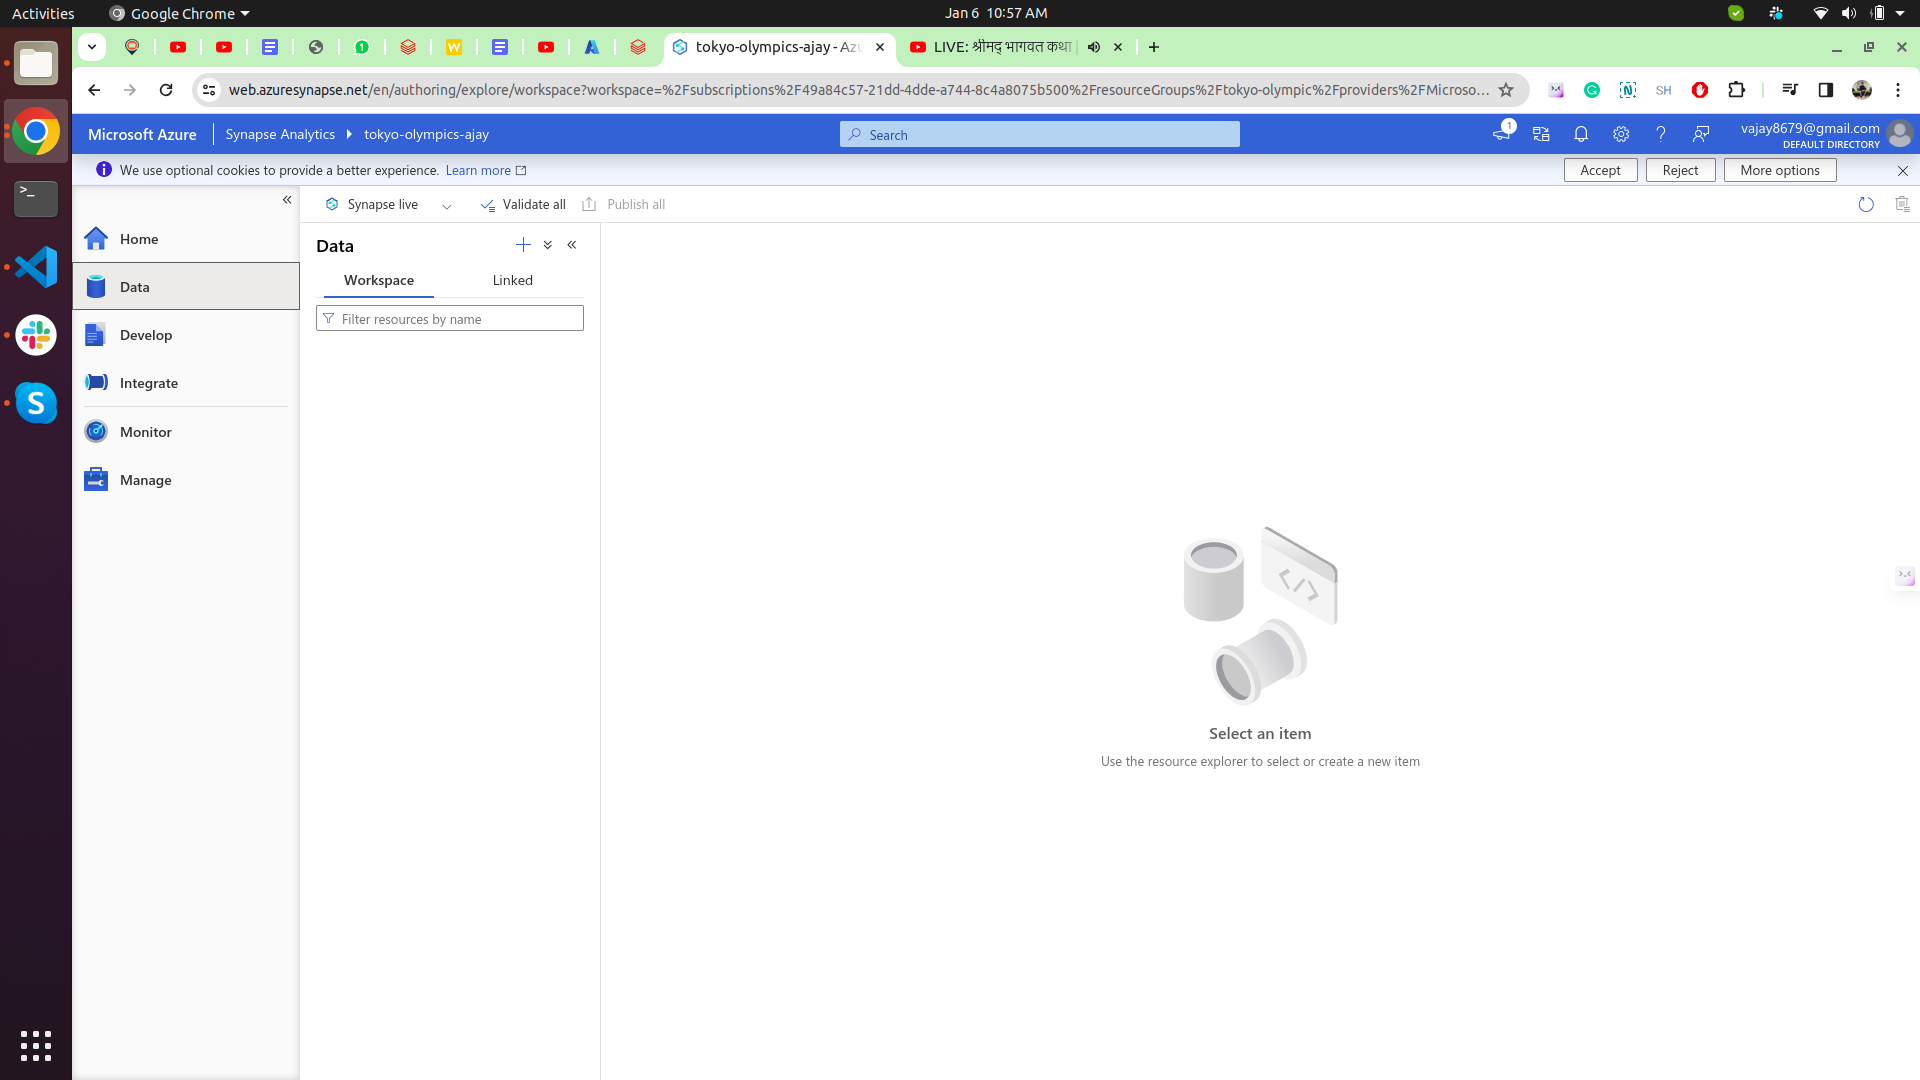 Activities
Google Chrome
Jan 6 10:57 AM
tokyo-olympics-ajay - Az
LIVE: श्रीमद् भागवत कथा
web.azuresynapse.net/en/authoring/explore/workspace?workspace=%2Fsubscriptions%2F49a84c57-21dd-4dde-a744-8c4a8075b500%2FresourceGroups%2Ftokyo-olympic%2Fproviders%2FMicroso...
SH
Microsoft Azure
Synapse Analytics
tokyo-olympics-ajay
Search
1
vajay8679@gmail.com
DEFAULT DIRECTORY
We use optional cookies to provide a better experience. Learn more
Accept
Reject
More options
Synapse live
Validate all
Publish all
Home
Data
Develop
Integrate
Monitor
Manage
Data
Workspace
Linked
Filter resources by name
Select an item
Use the resource explorer to select or create a new item